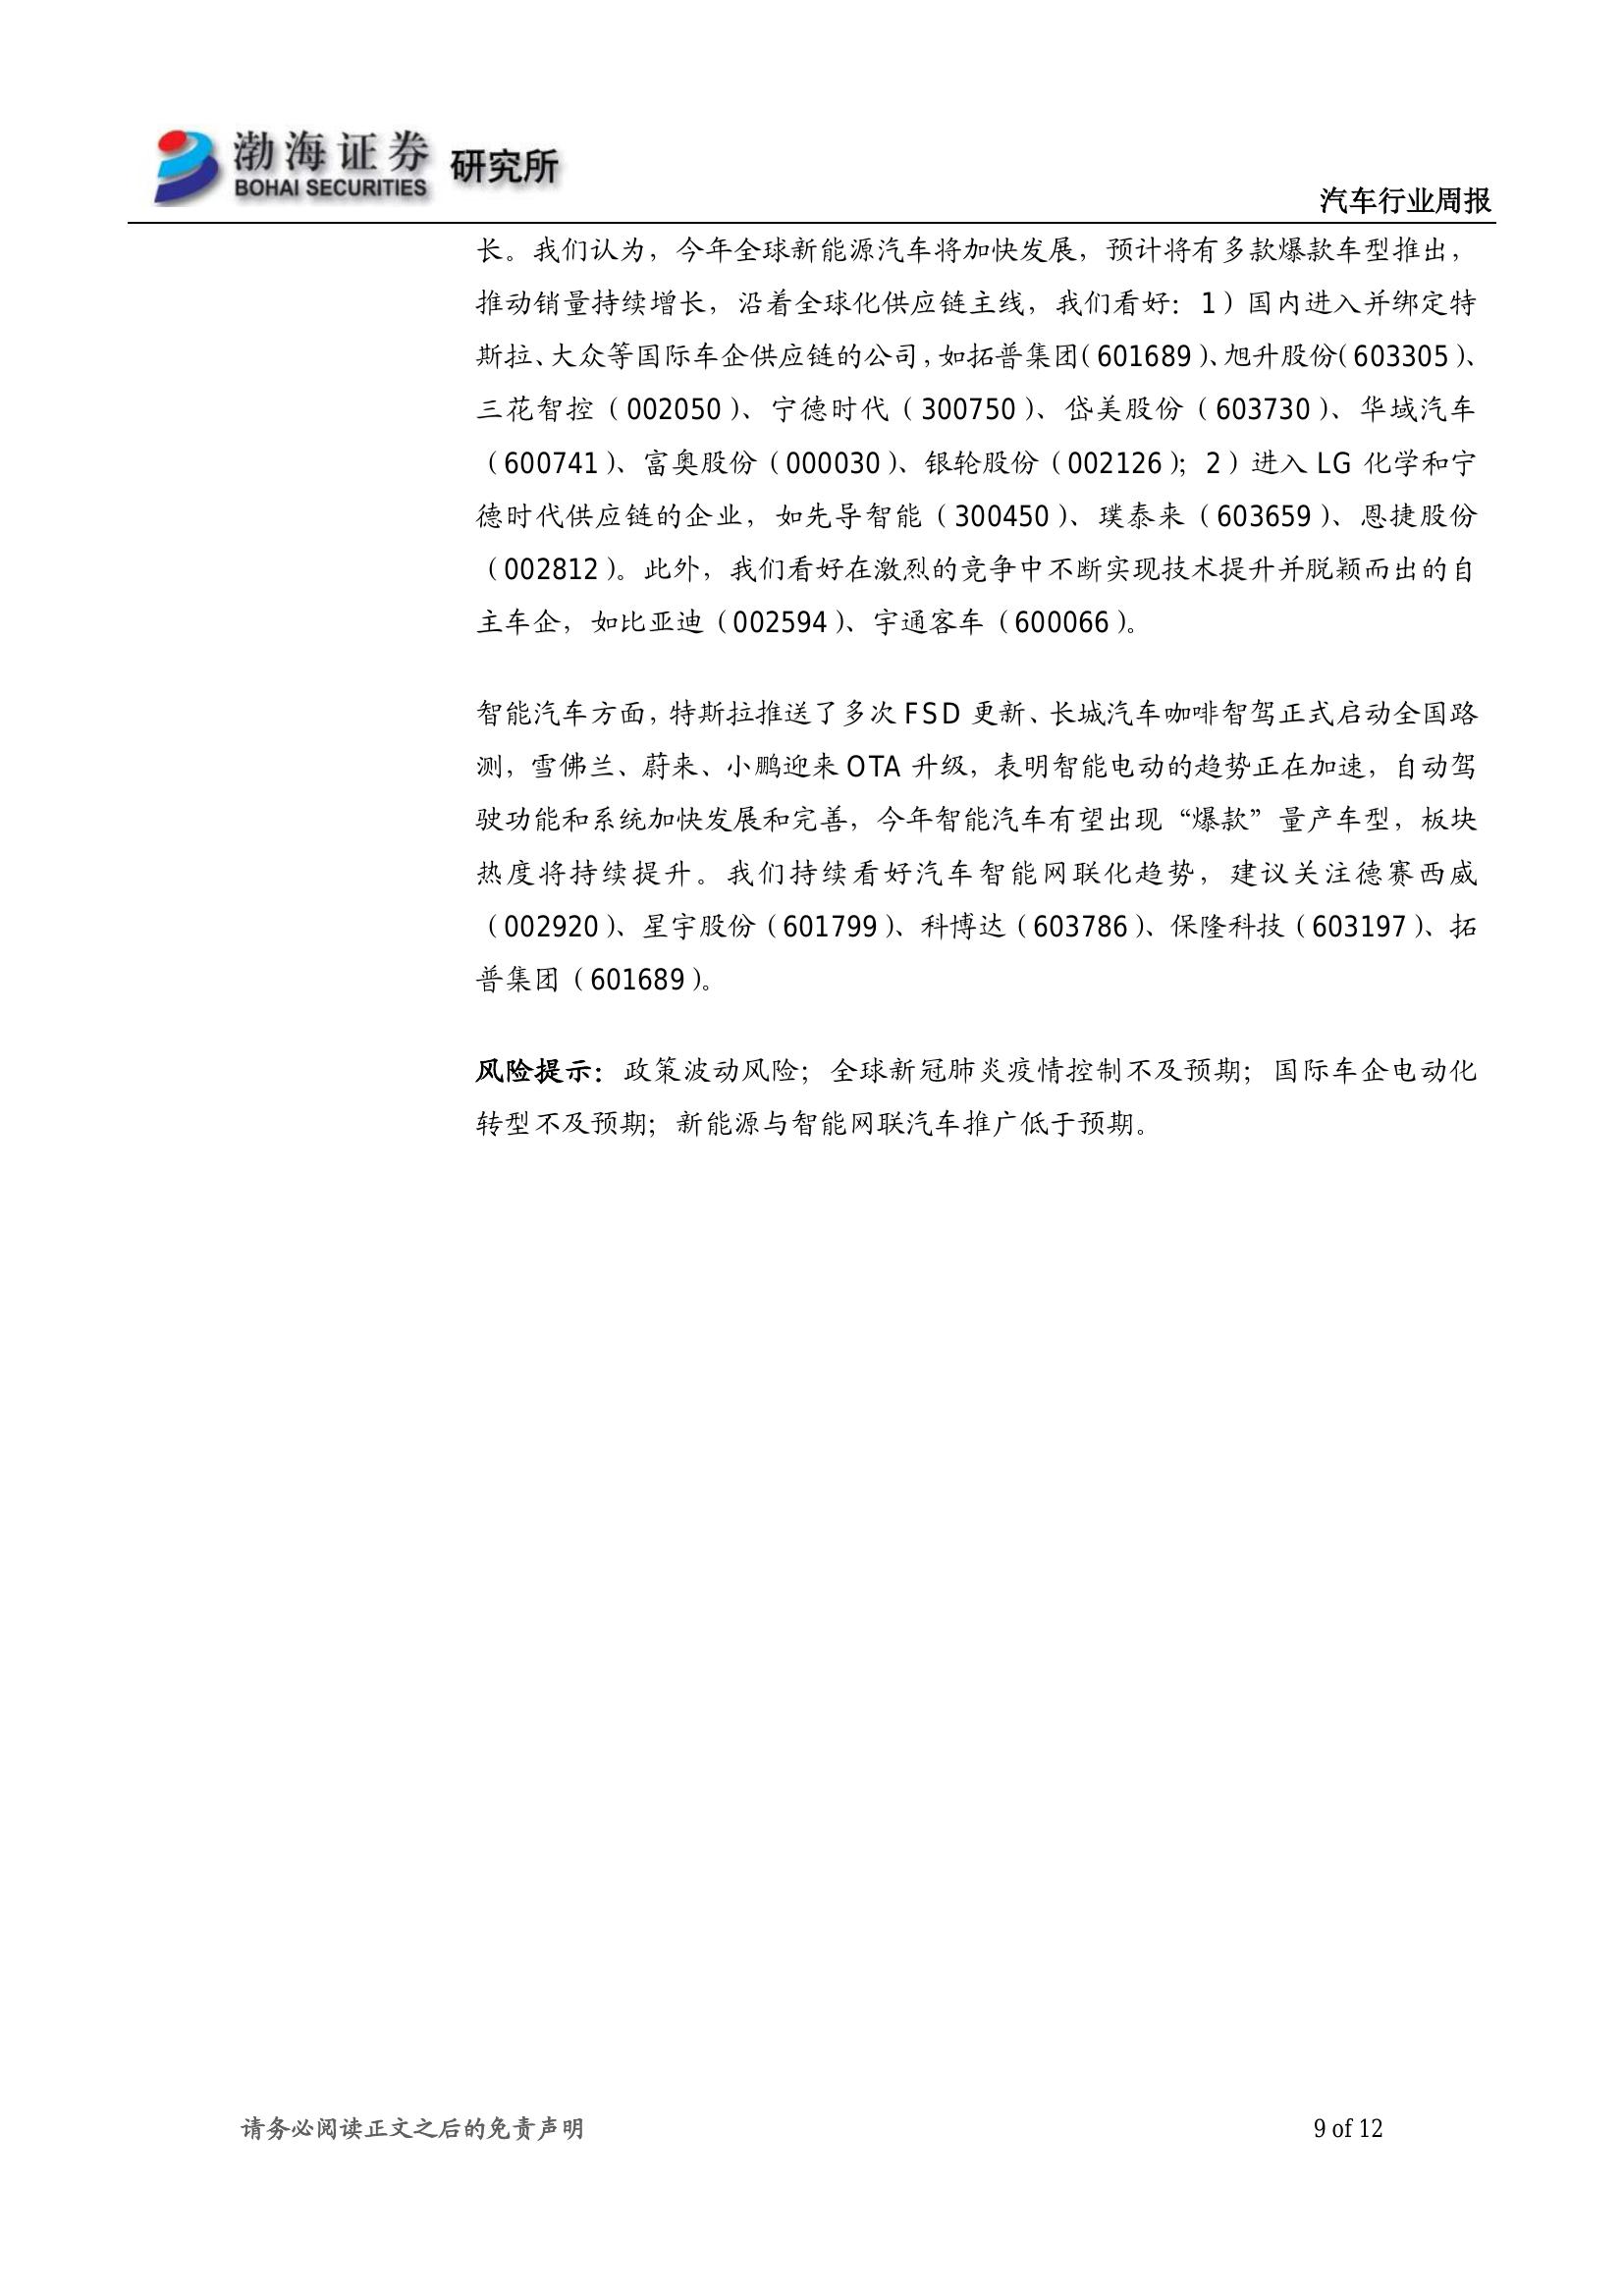 渤海证券
BOHAI SECURITIES
研究所
汽车行业周报
长。我们认为，今年全球新能源汽车将加快发展，预计将有多款爆款车型推出，
推动销量持续增长，沿着全球化供应链主线，我们看好：1）国内进入并绑定特
斯拉、大众等国际车企供应链的公司，如拓普集团（601689）、旭升股份（603305）、
三花智控（002050）、宁德时代（300750）、岱美股份（603730）、华域汽车
（600741）、富奥股份（000030）、银轮股份（002126）；2）进入 LG 化学和宁
德时代供应链的企业，如先导智能（300450）、璞泰来（603659）、恩捷股份
（002812）。此外，我们看好在激烈的竞争中不断实现技术提升并脱颖而出的自
主车企，如比亚迪（002594）、宇通客车（600066）。
智能汽车方面，特斯拉推送了多次 FSD 更新、长城汽车咖啡智驾正式启动全国路
测，雪佛兰、蔚来、小鹏迎来 OTA 升级，表明智能电动的趋势正在加速，自动驾
驶功能和系统加快发展和完善，今年智能汽车有望出现“爆款”量产车型，板块
热度将持续提升。我们持续看好汽车智能网联化趋势，建议关注德赛西威
（002920）、星宇股份（601799）、科博达（603786）、保隆科技（603197）、拓
普集团（601689）。
风险提示：政策波动风险；全球新冠肺炎疫情控制不及预期；国际车企电动化
转型不及预期；新能源与智能网联汽车推广低于预期。
请务必阅读正文之后的免责声明
9 of 12